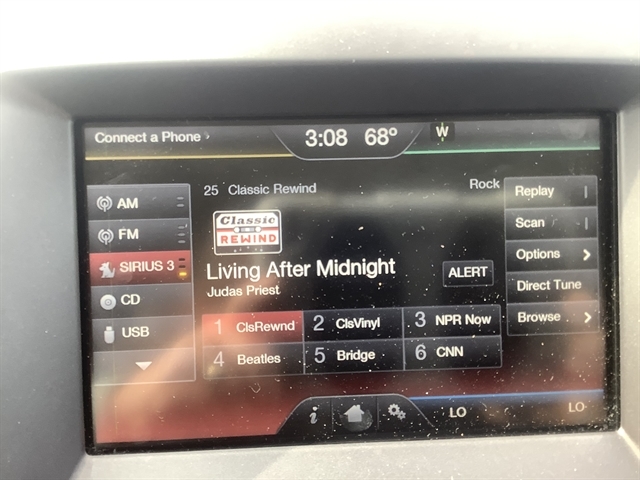 Connect a Phone
3:08 68°
W
25 Classic Rewind
Rock
Classic
REWIND
Living After Midnight
Judas Priest
ALERT
AM
FM
SIRIUS 3
CD
USB
Replay
Scan
Options
Direct Tune
Browse
1 ClsRewnd
2 ClsVinyl
3 NPR Now
4 Beatles
5 Bridge
6 CNN
i
LO
LO